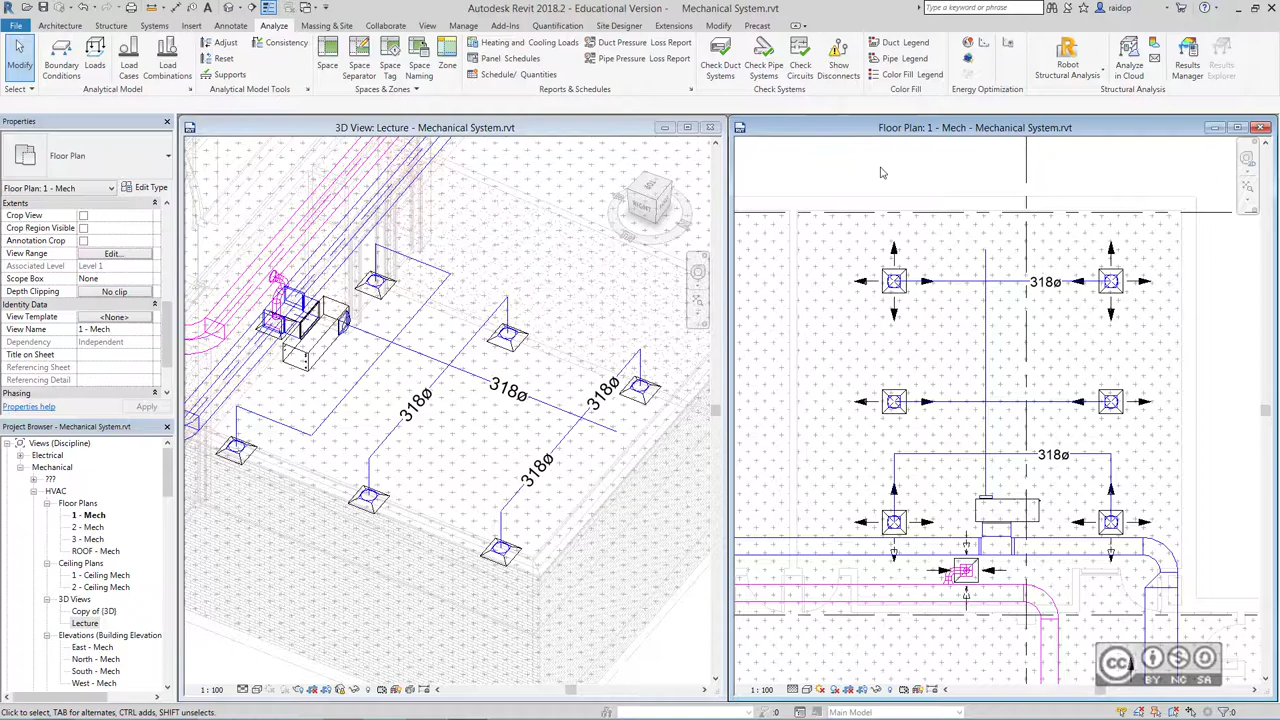 Autodesk Revit 2018.2 - Educational Version - Mechanical System.rvt
Type a keyword or phrase
raidop
File Architecture Structure Systems Insert Annotate Analyze Massing & Site Collaborate View Manage Add-Ins Quantification Site Designer Extensions Modify Precast
Modify
Select
Boundary Conditions
Loads
Load Cases
Load Combinations
Analytical Model
Adjust
Reset
Supports
Consistency
Analytical Model Tools
Space
Space Separator
Space Tag
Space Naming
Zone
Spaces & Zones
Heating and Cooling Loads
Panel Schedules
Schedule/ Quantities
Duct Pressure Loss Report
Pipe Pressure Loss Report
Reports & Schedules
Check Duct Systems
Check Pipe Systems
Check Circuits
Show Disconnects
Check Systems
Duct Legend
Pipe Legend
Color Fill Legend
Color Fill
Energy Optimization
Robot Structural Analysis
Analyze in Cloud
Results Manager
Results Explorer
Structural Analysis
Properties
Floor Plan
Floor Plan: 1 - Mech
Edit Type
Extents
Crop View
Crop Region Visible
Annotation Crop
View Range Edit...
Associated Level Level 1
Scope Box None
Depth Clipping No clip
Identity Data
View Template <None>
View Name 1 - Mech
Dependency Independent
Title on Sheet
Referencing Sheet
Referencing Detail
Phasing
Properties help
Apply
Project Browser - Mechanical System.rvt
Views (Discipline)
Electrical
Mechanical
???
HVAC
Floor Plans
1 - Mech
2 - Mech
3 - Mech
ROOF - Mech
Ceiling Plans
1 - Ceiling Mech
2 - Ceiling Mech
3D Views
Copy of {3D}
Lecture
Elevations (Building Elevation
East - Mech
North - Mech
South - Mech
West - Mech
3D View: Lecture - Mechanical System.rvt
318ø
318ø
318ø
318ø
1 : 100
Floor Plan: 1 - Mech - Mechanical System.rvt
318ø
318ø
1 : 100
cc
BY NC SA
Click to select, TAB for alternates, CTRL adds, SHIFT unselects.
:0
Main Model
:0